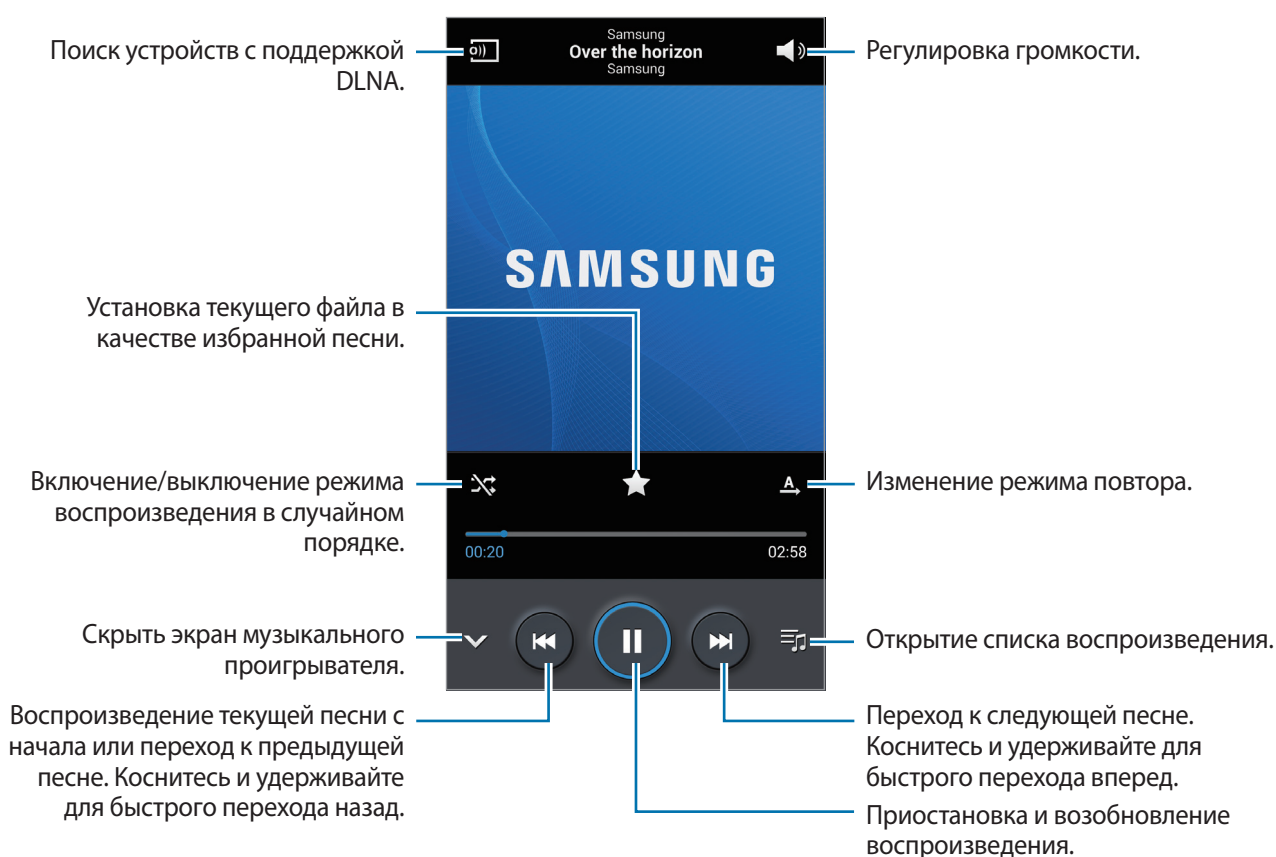 Поиск устройств с поддержкой
DLNA.
Samsung
Over the horizon
Samsung
Регулировка громкости.
SAMSUNG
Установка текущего файла в
качестве избранной песни.
Включение/выключение режима
воспроизведения в случайном
порядке.
A
Изменение режима повтора.
00:20
02:58
Скрыть экран музыкального
проигрывателя.
Открытие списка воспроизведения.
Воспроизведение текущей песни с
начала или переход к предыдущей
песне. Коснитесь и удерживайте
для быстрого перехода назад.
Переход к следующей песне.
Коснитесь и удерживайте для
быстрого перехода вперед.
Приостановка и возобновление
воспроизведения.